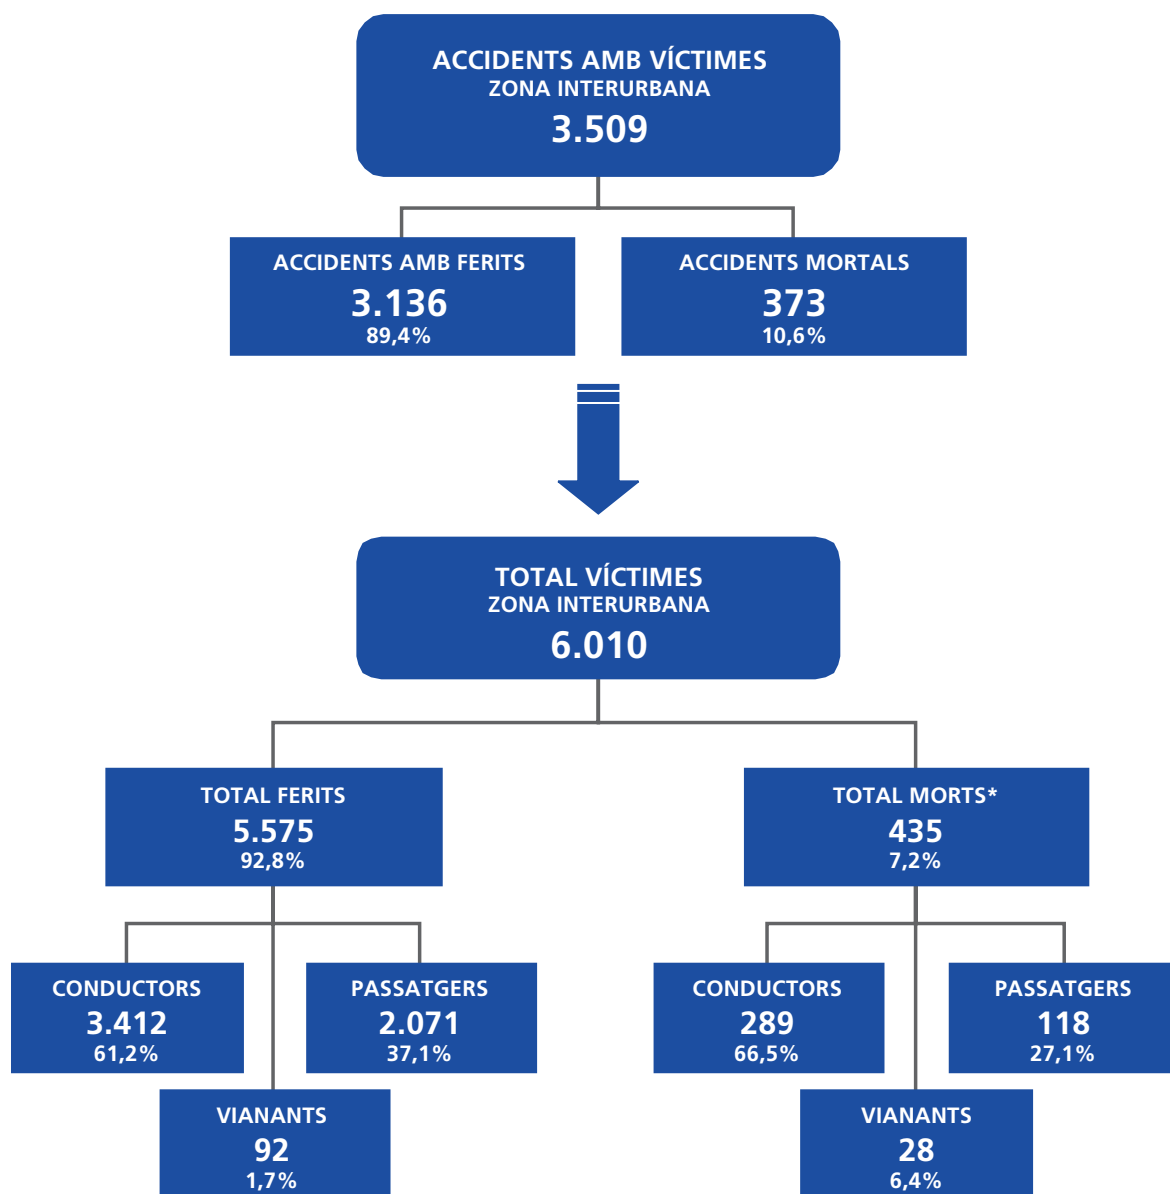 ACCIDENTS AMB VÍCTIMES
ZONA INTERURBANA
3.509
ACCIDENTS AMB FERITS
3.136
89,4%
ACCIDENTS MORTALS
373
10,6%
TOTAL VÍCTIMES
ZONA INTERURBANA
6.010
TOTAL FERITS
5.575
92,8%
TOTAL MORTS*
435
7,2%
CONDUCTORS
3.412
61,2%
PASSATGERS
2.071
37,1%
VIANANTS
92
1,7%
CONDUCTORS
289
66,5%
PASSATGERS
118
27,1%
VIANANTS
28
6,4%